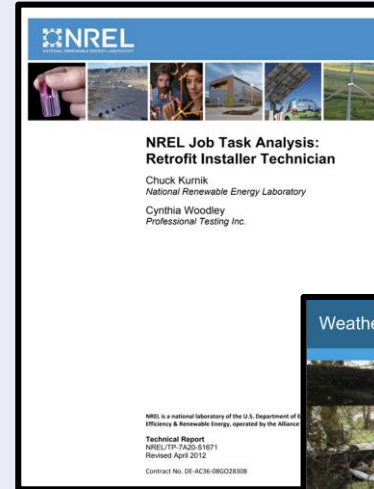 NREL
NATIONAL RENEWABLE ENERGY LABORATORY
NREL Job Task Analysis:
Retrofit Installer Technician
Chuck Kurnik
National Renewable Energy Laboratory
Cynthia Woodley
Professional Testing Inc.
NREL is a national laboratory of the U.S. Department of E
Efficiency & Renewable Energy, operated by the Alliance
Technical Report
NREL/TP-7A20-51671
Revised April 2012
Contract No. DE-AC36-08GO28308
Weathe